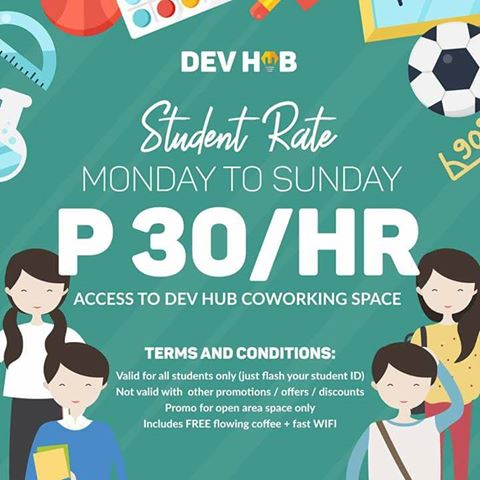 DEV HUB
Student Rate
MONDAY TO SUNDAY
P 30/HR
ACCESS TO DEV HUB COWORKING SPACE
TERMS AND CONDITIONS:
Valid for all students only (just flash your student ID)
Not valid with other promotions / offers / discounts
Promo for open area space only
Includes FREE flowing coffee + fast WIFI
90°